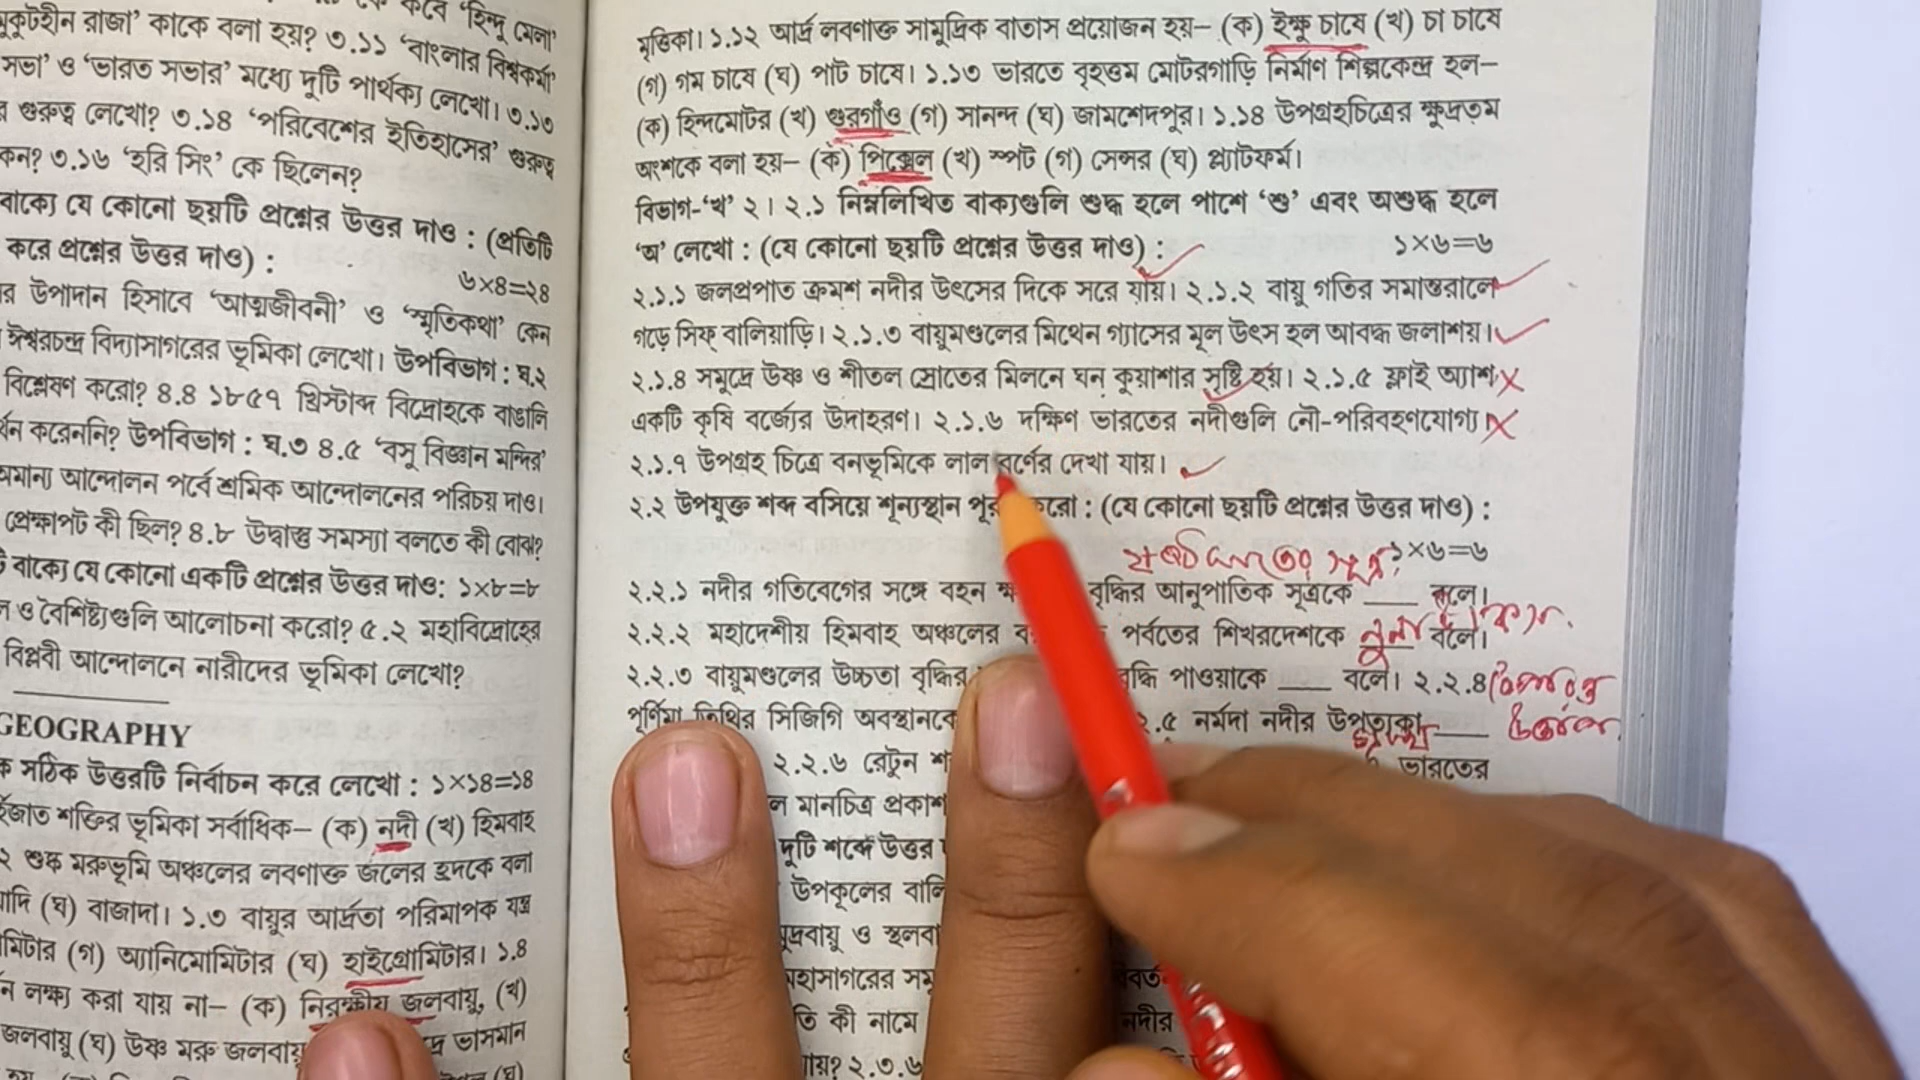 কে করে ‘হিন্দু মেলা’
মুকুটহীন রাজা’ কাকে বলা হয়? ৩.১১ ‘বাংলার বিশ্বকর্মা’
সভা’ ও ‘ভারত সভার’ মধ্যে দুটি পার্থক্য লেখো। ৩.১৩
গুরুত্ব লেখো? ৩.১৪ ‘পরিবেশের ইতিহাসের’ গুরুত্ব
কেন? ৩.১৬ ‘হরি সিং’ কে ছিলেন?
বাক্যে যে কোনো ছয়টি প্রশ্নের উত্তর দাও : (প্রতিটি
করে প্রশ্নের উত্তর দাও) :
৬×৪=২৪
উপাদান হিসাবে ‘আত্মজীবনী’ ও ‘স্মৃতিকথা’ কেন
ঈশ্বরচন্দ্র বিদ্যাসাগরের ভূমিকা লেখো। উপবিভাগ : ঘ.২
বিশ্লেষণ করো? ৪.৪ ১৮৫৭ খ্রিস্টাব্দ বিদ্রোহকে বাঙালি
করেননি? উপবিভাগ : ঘ.৩ ৪.৫ ‘বসু বিজ্ঞান মন্দির’
অমান্য আন্দোলন পর্বে শ্রমিক আন্দোলনের পরিচয় দাও।
প্রেক্ষাপট কী ছিল? ৪.৮ উদ্বাস্তু সমস্যা বলতে কী বোঝ?
বাক্যে যে কোনো একটি প্রশ্নের উত্তর দাও: ১×৮=৮
ও বৈশিষ্ট্যগুলি আলোচনা করো? ৫.২ মহাবিদ্রোহের
বিপ্লবী আন্দোলনে নারীদের ভূমিকা লেখো?
GEOGRAPHY
সঠিক উত্তরটি নির্বাচন করে লেখো : ১×১৪=১৪
শক্তির ভূমিকা সর্বাধিক– (ক) নদী (খ) হিমবাহ
শুষ্ক মরুভূমি অঞ্চলের লবণাক্ত জলের হ্রদকে বলা
(ঘ) বাজাদা। ১.৩ বায়ুর আর্দ্রতা পরিমাপক যন্ত্র
(গ) অ্যানিমোমিটার (ঘ) হাইগ্রোমিটার। ১.৪
লক্ষ্য করা যায় না– (ক) নিরক্ষীয় জলবায়ু, (খ)
জলবায়ু (ঘ) উষ্ণ মরু জলবায়ু ভাসমান
মৃত্তিকা। ১.১২ আর্দ্র লবণাক্ত সামুদ্রিক বাতাস প্রয়োজন হয়– (ক) ইক্ষু চাষে (খ) চা চাষে
(গ) গম চাষে (ঘ) পাট চাষে। ১.১৩ ভারতে বৃহত্তম মোটরগাড়ি নির্মাণ শিল্পকেন্দ্র হল–
(ক) হিন্দমোটর (খ) গুরগাঁও (গ) সানন্দ (ঘ) জামশেদপুর। ১.১৪ উপগ্রহচিত্রের ক্ষুদ্রতম
অংশকে বলা হয়– (ক) পিক্সেল (খ) স্পট (গ) সেন্সর (ঘ) প্ল্যাটফর্ম।
বিভাগ-‘খ’ ২। ২.১ নিম্নলিখিত বাক্যগুলি শুদ্ধ হলে পাশে ‘শু’ এবং অশুদ্ধ হলে
‘অ’ লেখো : (যে কোনো ছয়টি প্রশ্নের উত্তর দাও) : ১×৬=৬
২.১.১ জলপ্রপাত ক্রমশ নদীর উৎসের দিকে সরে যায়। ২.১.২ বায়ু গতির সমান্তরালে
গড়ে সিফ্ বালিয়াড়ি। ২.১.৩ বায়ুমণ্ডলের মিথেন গ্যাসের মূল উৎস হল আবদ্ধ জলাশয়।
২.১.৪ সমুদ্রে উষ্ণ ও শীতল স্রোতের মিলনে ঘন কুয়াশার সৃষ্টি হয়। ২.১.৫ ফ্লাই অ্যাশ
একটি কৃষি বর্জ্যের উদাহরণ। ২.১.৬ দক্ষিণ ভারতের নদীগুলি নৌ-পরিবহণযোগ্য।
২.১.৭ উপগ্রহ চিত্রে বনভূমিকে লাল বর্ণের দেখা যায়।
২.২ উপযুক্ত শব্দ বসিয়ে শূন্যস্থান পূরণ করো : (যে কোনো ছয়টি প্রশ্নের উত্তর দাও) :
ষষ্ঠঘাতের সূত্র ১×৬=৬
২.২.১ নদীর গতিবেগের সঙ্গে বহন বৃদ্ধির আনুপাতিক সূত্রকে ___ বলে।
২.২.২ মহাদেশীয় হিমবাহ অঞ্চলের পর্বতের শিখরদেশকে ___ বলে।
২.২.৩ বায়ুমণ্ডলের উচ্চতা বৃদ্ধির বৃদ্ধি পাওয়াকে ___ বলে। ২.২.৪ বৈপরীত্য
পূর্ণিমা তিথির সিজিগি অবস্থানকে ২.৫ নর্মদা নদীর উপত্যকা ___ উত্তাপ
২.২.৬ রেটুন ভারতের
মানচিত্র
দুটি শব্দে উত্তর
উপকূলের
ও
কী নামে নদীর
২.৩.৬